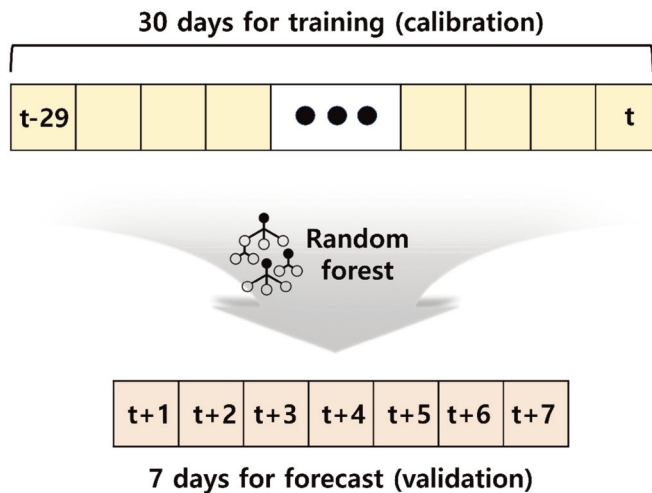 30 days for training (calibration)
t-29 t
Random
forest
t+1 t+2 t+3 t+4 t+5 t+6 t+7
7 days for forecast (validation)